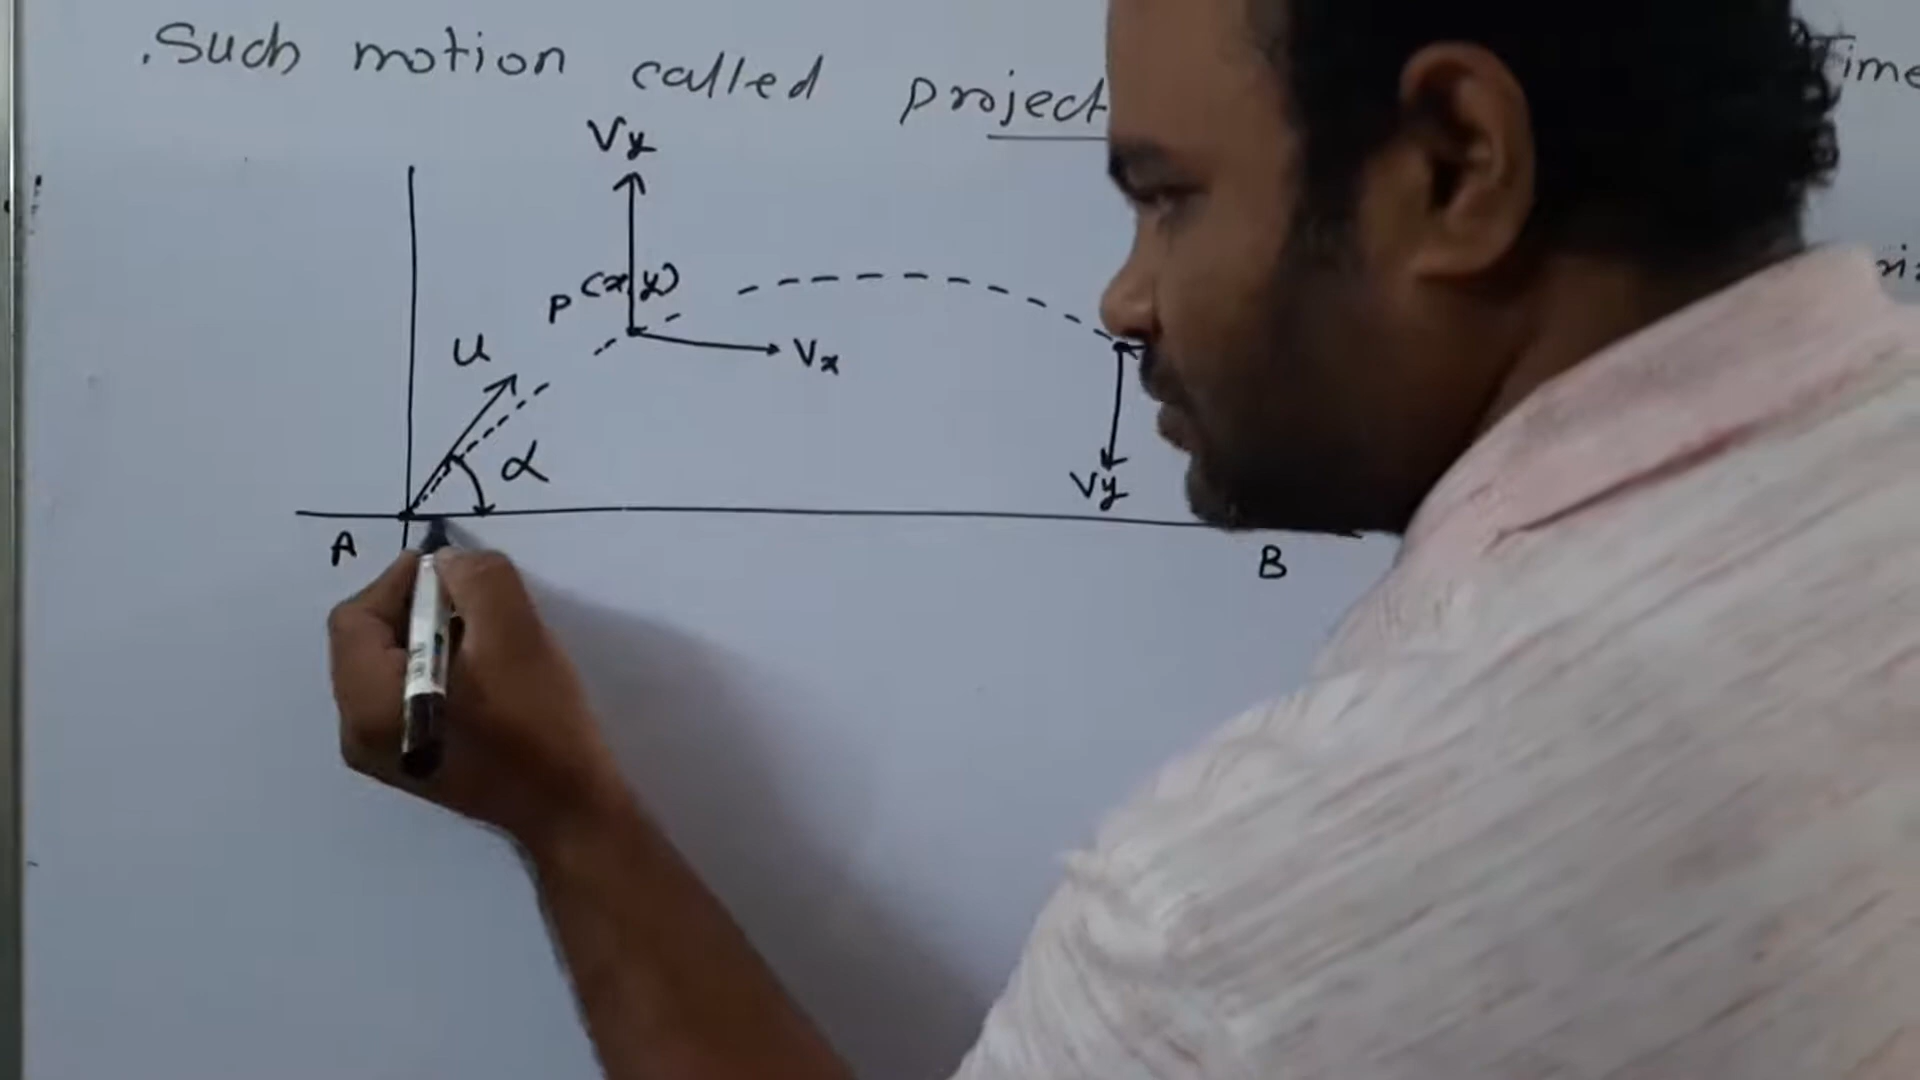 .Such motion called project
Time
Vy
P (x, y)
u
Vx
α
Vy
A
B